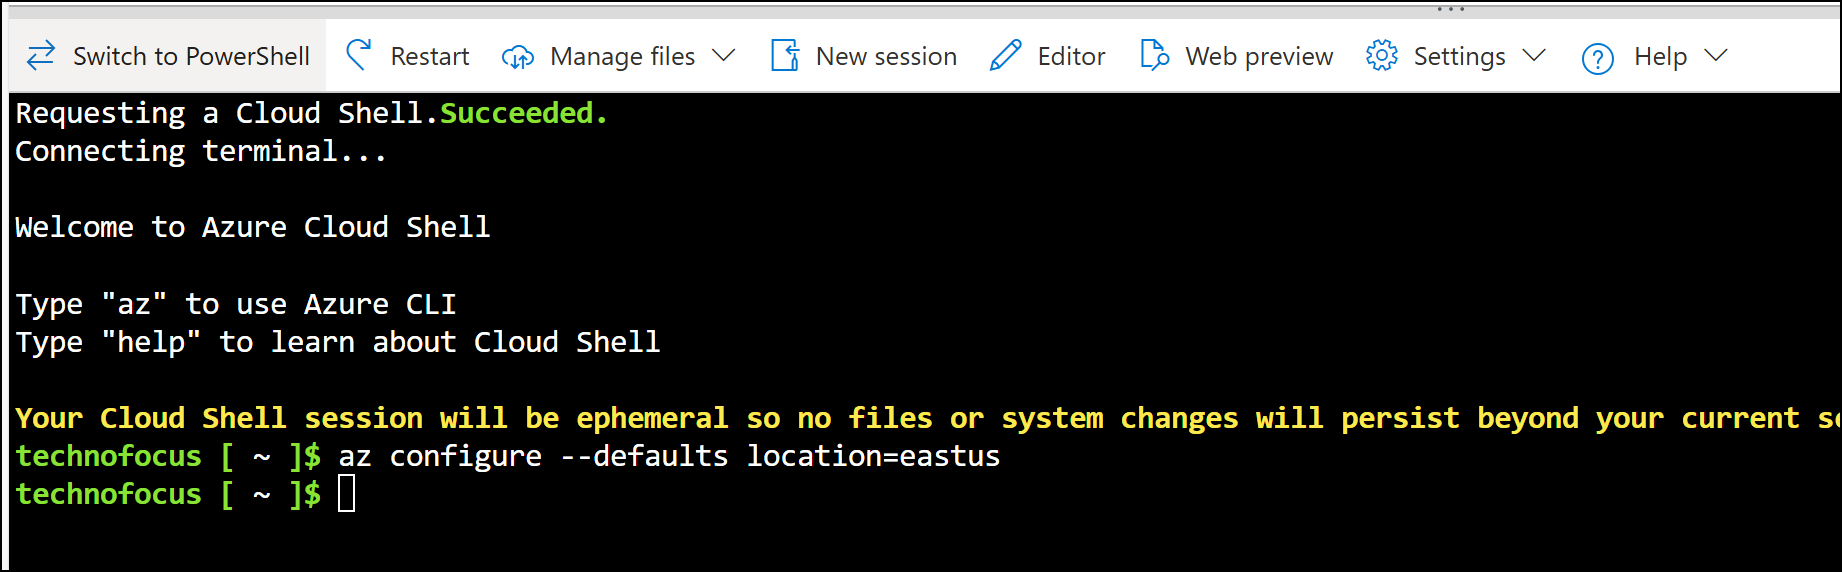 Switch to PowerShell Restart Manage files New session Editor Web preview Settings Help
Requesting a Cloud Shell.Succeeded.
Connecting terminal...
Welcome to Azure Cloud Shell
Type "az" to use Azure CLI
Type "help" to learn about Cloud Shell
Your Cloud Shell session will be ephemeral so no files or system changes will persist beyond your current
technofocus [ ~ ]$ az configure --defaults location=eastus
technofocus [ ~ ]$